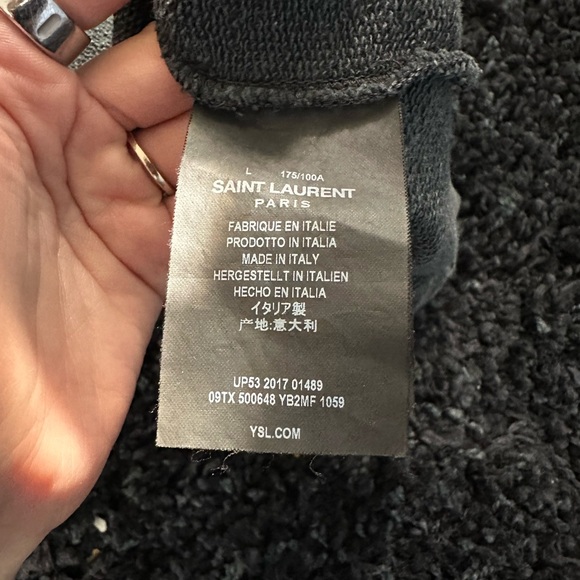 L 175/100A
SAINT LAURENT
PARIS
FABRIQUE EN ITALIE
PRODOTTO IN ITALIA
MADE IN ITALY
HERGESTELLT IN ITALIEN
HECHO EN ITALIA
イタリア製
产地:意大利
UP53 2017 01489
09TX 500648 YB2MF 1059
YSL.COM